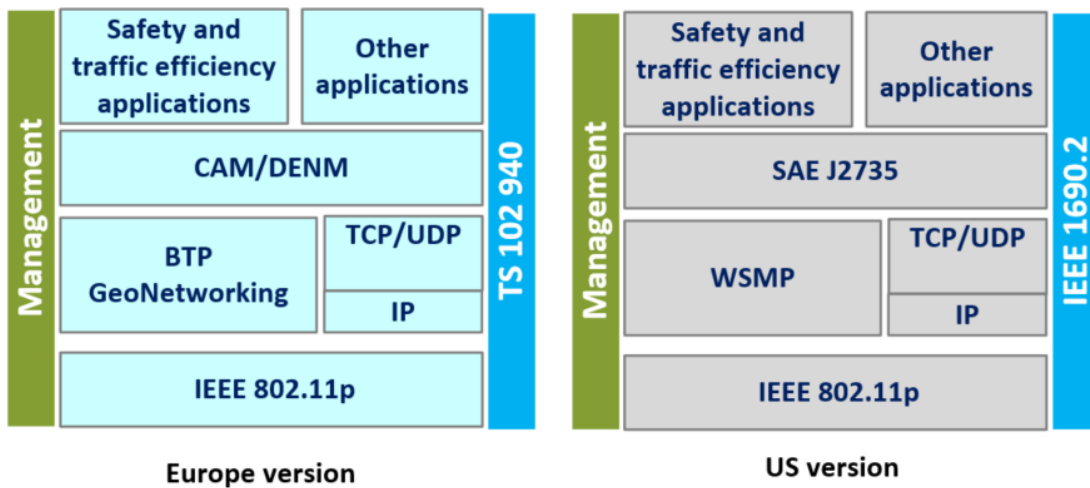 Management
Safety and
traffic efficiency
applications
Other
applications
CAM/DENM
BTP
GeoNetworking
TCP/UDP
IP
IEEE 802.11p
TS 102 940
Europe version
Management
Safety and
traffic efficiency
applications
Other
applications
SAE J2735
WSMP
TCP/UDP
IP
IEEE 802.11p
IEEE 1690.2
US version